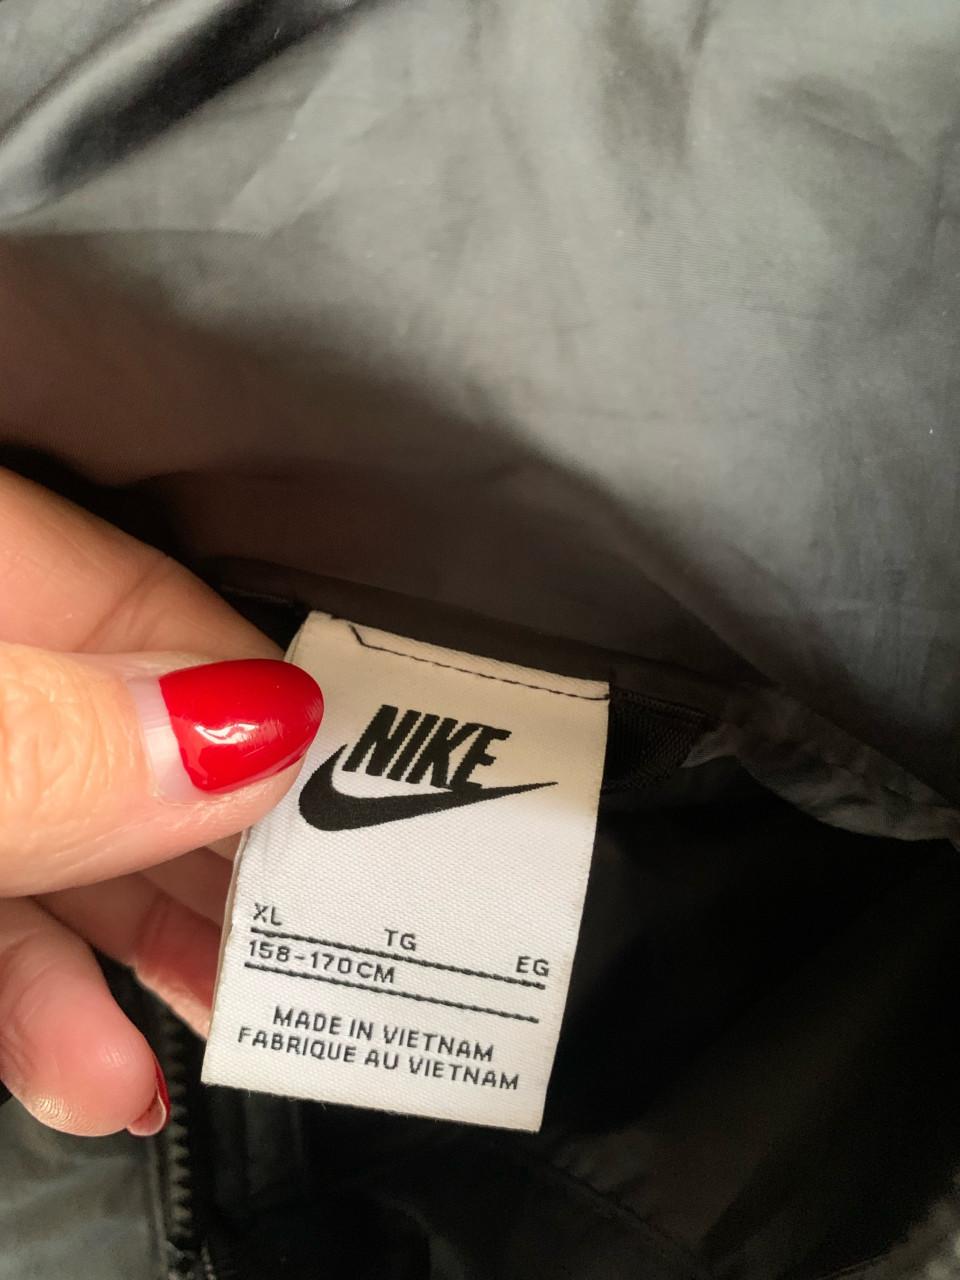 NIKE
XL TG EG
158-170CM
MADE IN VIETNAM
FABRIQUE AU VIETNAM